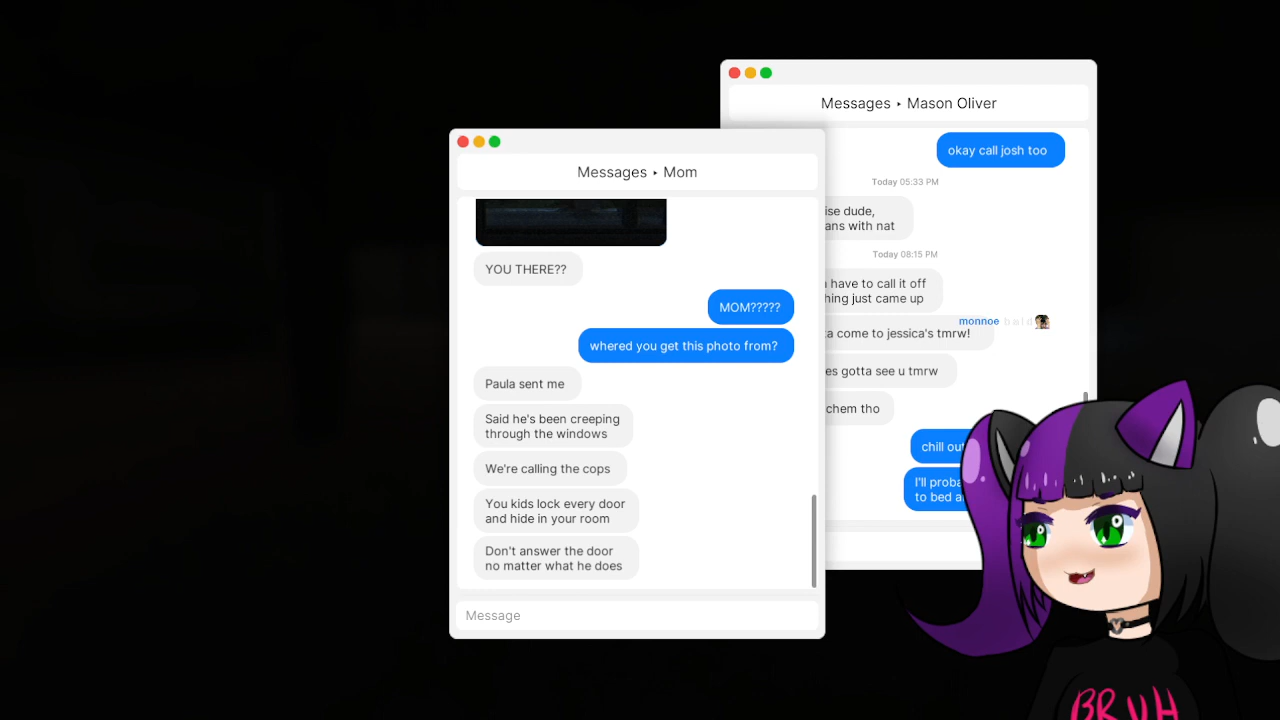 Messages ‣ Mason Oliver
okay call josh too
Today 05:33 PM
ise dude,
ans with nat
Today 08:15 PM
have to call it off
hing just came up
monnoe bald
a come to jessica's tmrw!
es gotta see u tmrw
chem tho
chill out
I'll proba
to bed a
Messages ‣ Mom
YOU THERE??
MOM?????
whered you get this photo from?
Paula sent me
Said he's been creeping
through the windows
We're calling the cops
You kids lock every door
and hide in your room
Don't answer the door
no matter what he does
Message
BRUH